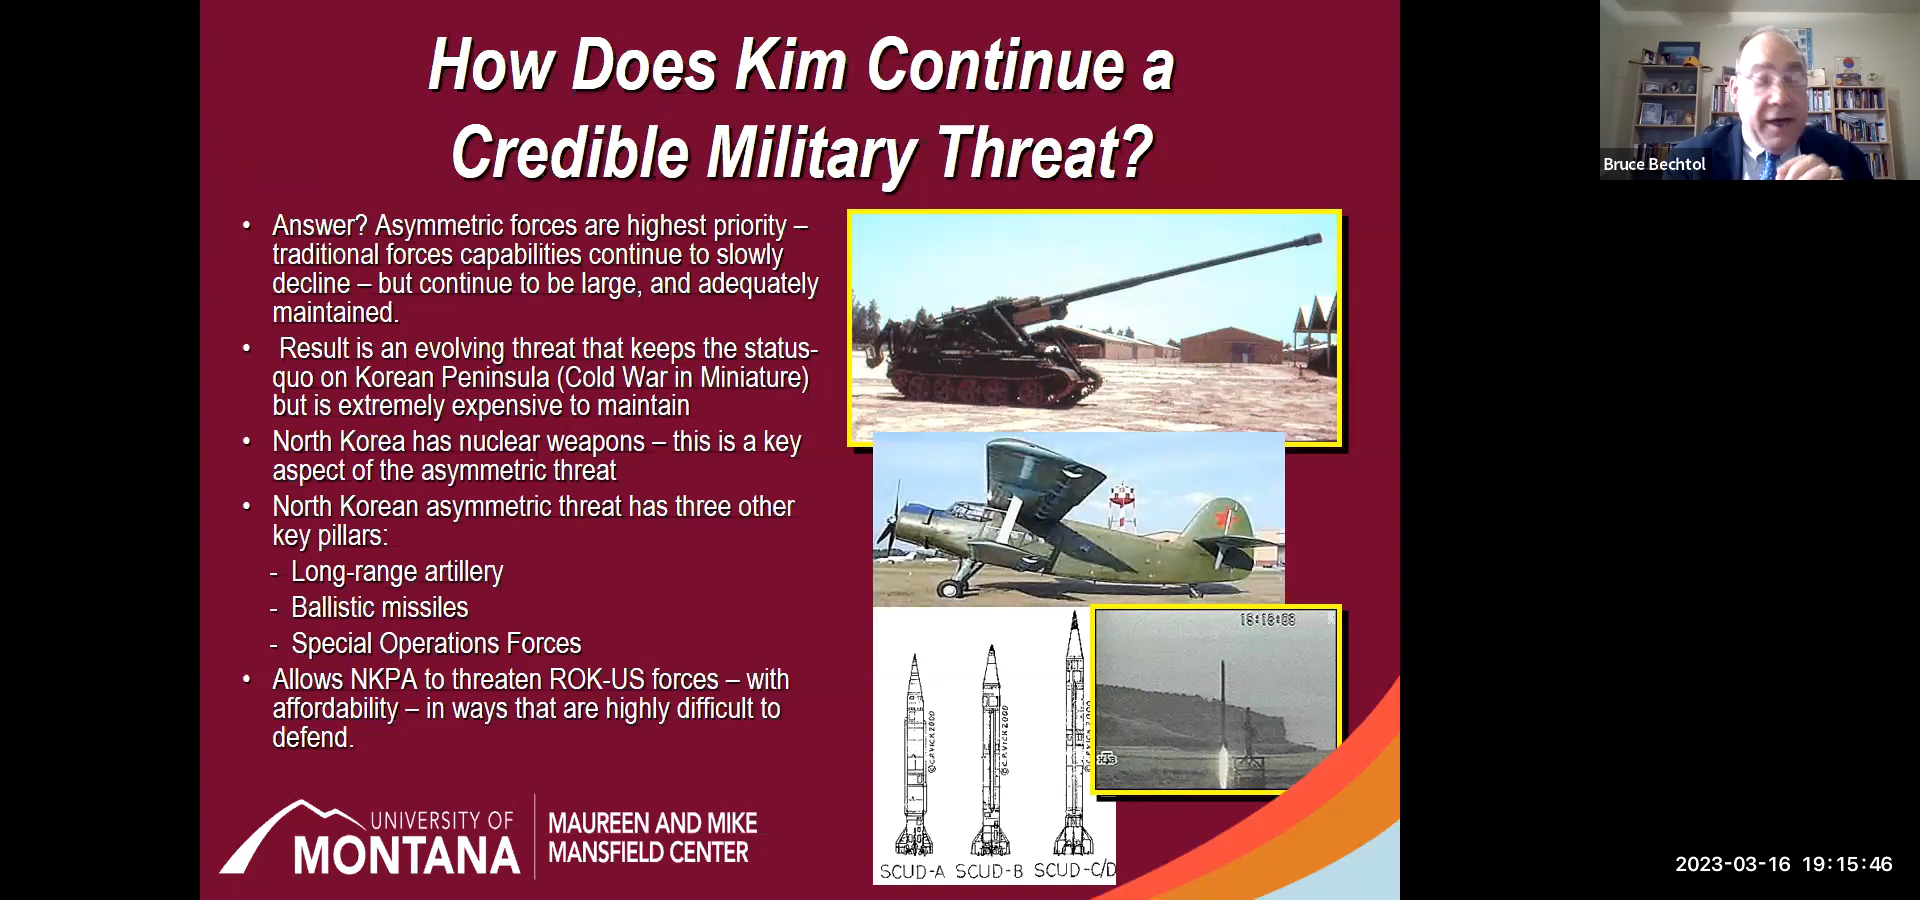 How Does Kim Continue a
Credible Military Threat?
• Answer? Asymmetric forces are highest priority –
traditional forces capabilities continue to slowly
decline – but continue to be large, and adequately
maintained.
• Result is an evolving threat that keeps the status-
quo on Korean Peninsula (Cold War in Miniature)
but is extremely expensive to maintain
• North Korea has nuclear weapons – this is a key
aspect of the asymmetric threat
• North Korean asymmetric threat has three other
key pillars:
- Long-range artillery
- Ballistic missiles
- Special Operations Forces
• Allows NKPA to threaten ROK-US forces – with
affordability – in ways that are highly difficult to
defend.
UNIVERSITY OF
MONTANA
MAUREEN AND MIKE
MANSFIELD CENTER
©C.P.VICK2000
©C.P.VICK2000
SCUD-A SCUD-B SCUD-C/D
Bruce Bechtol
2023-03-16 19:15:46